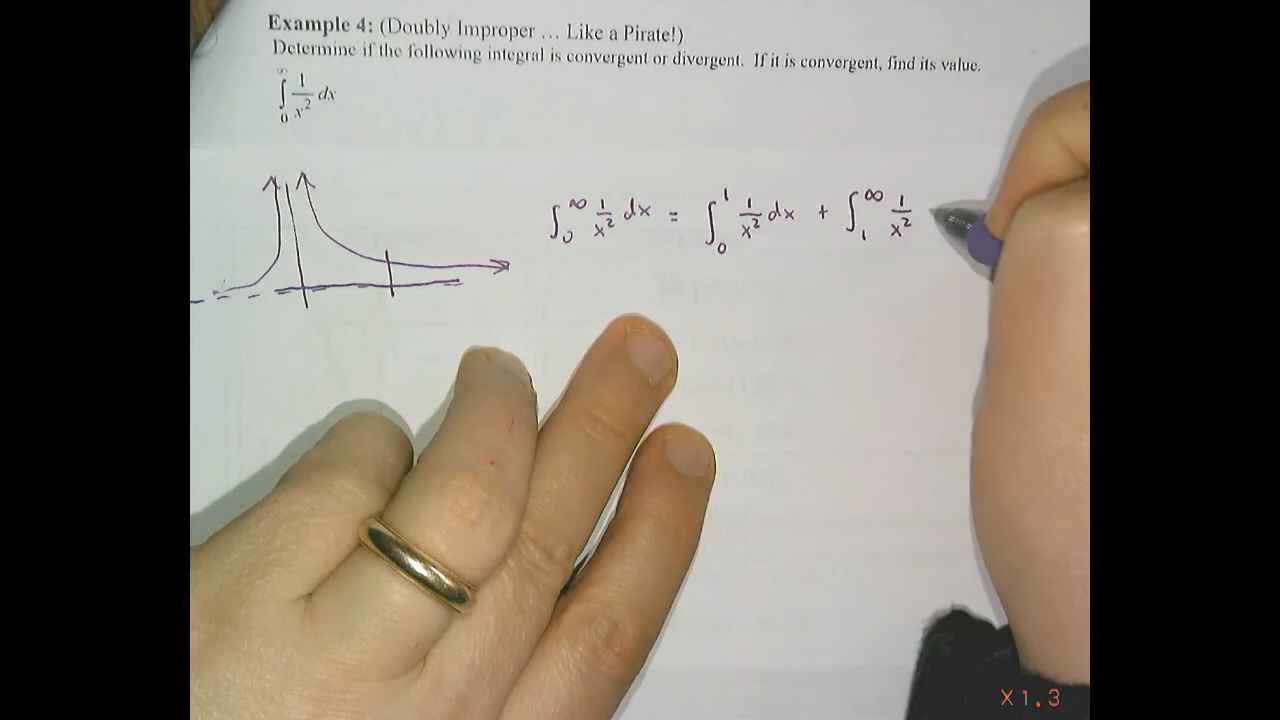 Example 4: (Doubly Improper … Like a Pirate!)
Determine if the following integral is convergent or divergent. If it is convergent, find its value.
∫₀^∞ 1/x² dx
∫₀^∞ 1/x² dx = ∫₀^1 1/x² dx + ∫₁^∞ 1/x²
X1.3